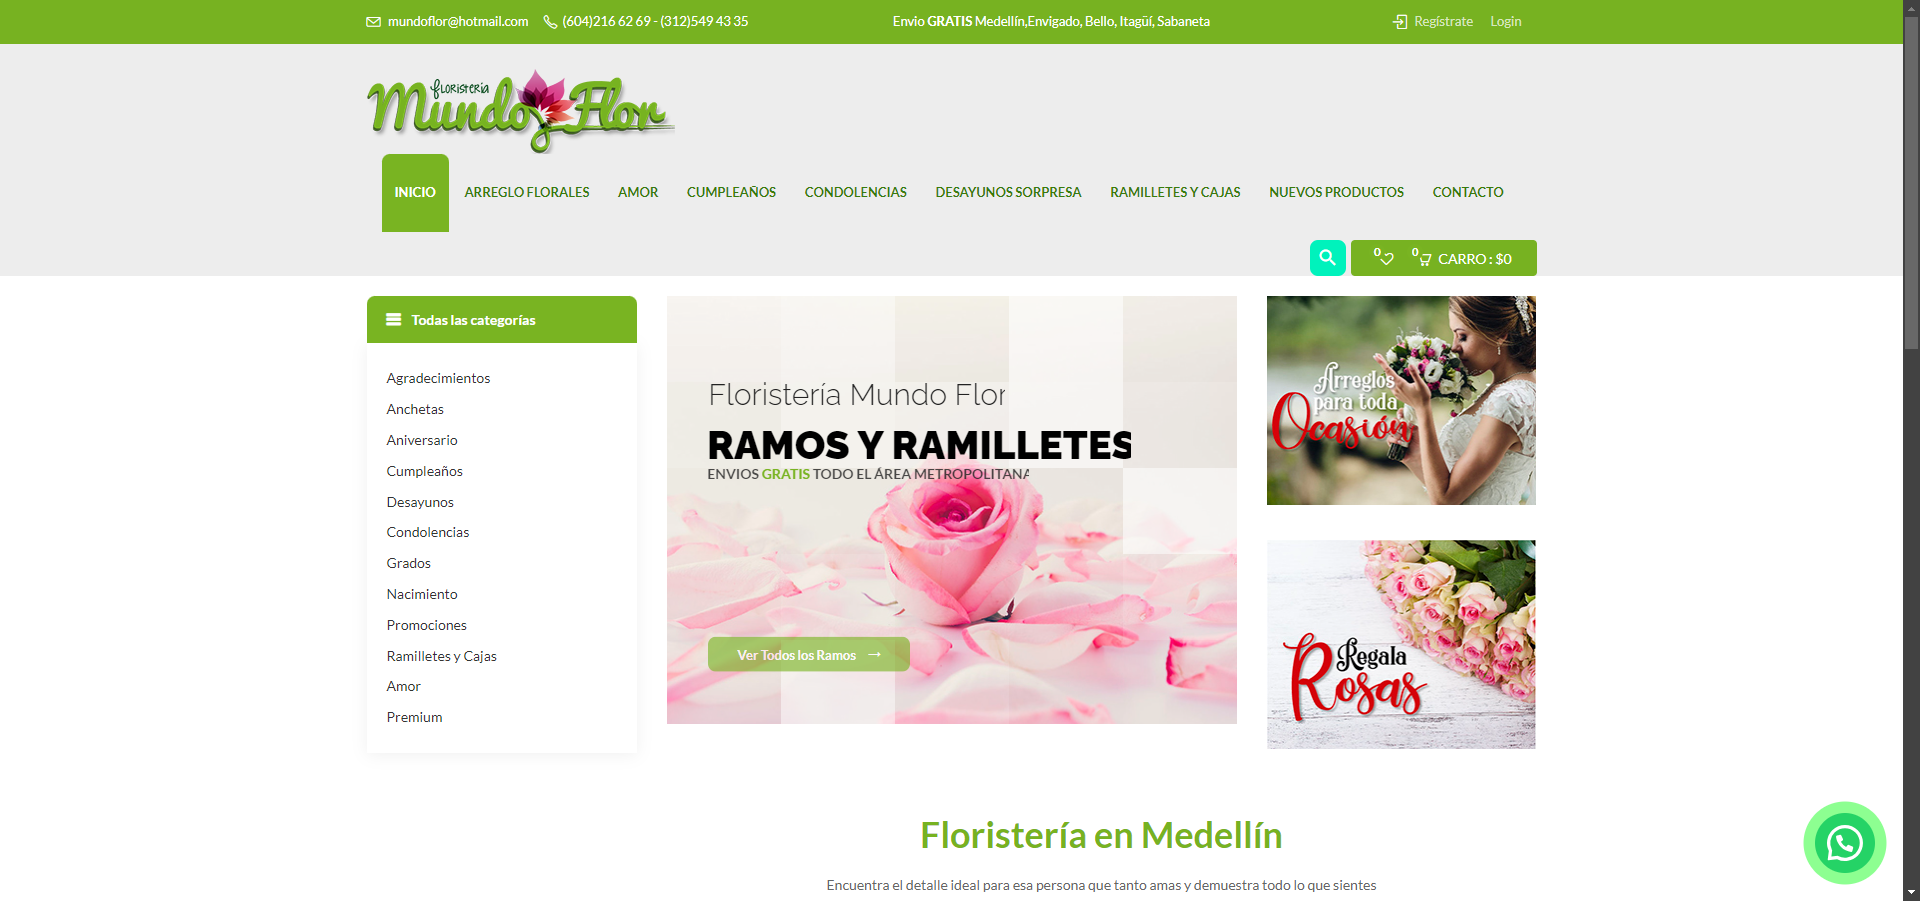 mundoflor@hotmail.com
(604)216 62 69 - (312)549 43 35
Envio GRATIS Medellín,Envigado, Bello, Itagüí, Sabaneta
Regístrate
Login
floristería
Mundo Flor
INICIO
ARREGLO FLORALES
AMOR
CUMPLEAÑOS
CONDOLENCIAS
DESAYUNOS SORPRESA
RAMILLETES Y CAJAS
NUEVOS PRODUCTOS
CONTACTO
0
0
CARRO : $0
Todas las categorías
Agradecimientos
Anchetas
Aniversario
Cumpleaños
Desayunos
Condolencias
Grados
Nacimiento
Promociones
Ramilletes y Cajas
Amor
Premium
Floristería Mundo Flor
RAMOS Y RAMILLETES
ENVIOS GRATIS TODO EL ÁREA METROPOLITANA
Ver Todos los Ramos →
Arreglos
para toda
Ocasión
Regala
Rosas
Floristería en Medellín
Encuentra el detalle ideal para esa persona que tanto amas y demuestra todo lo que sientes